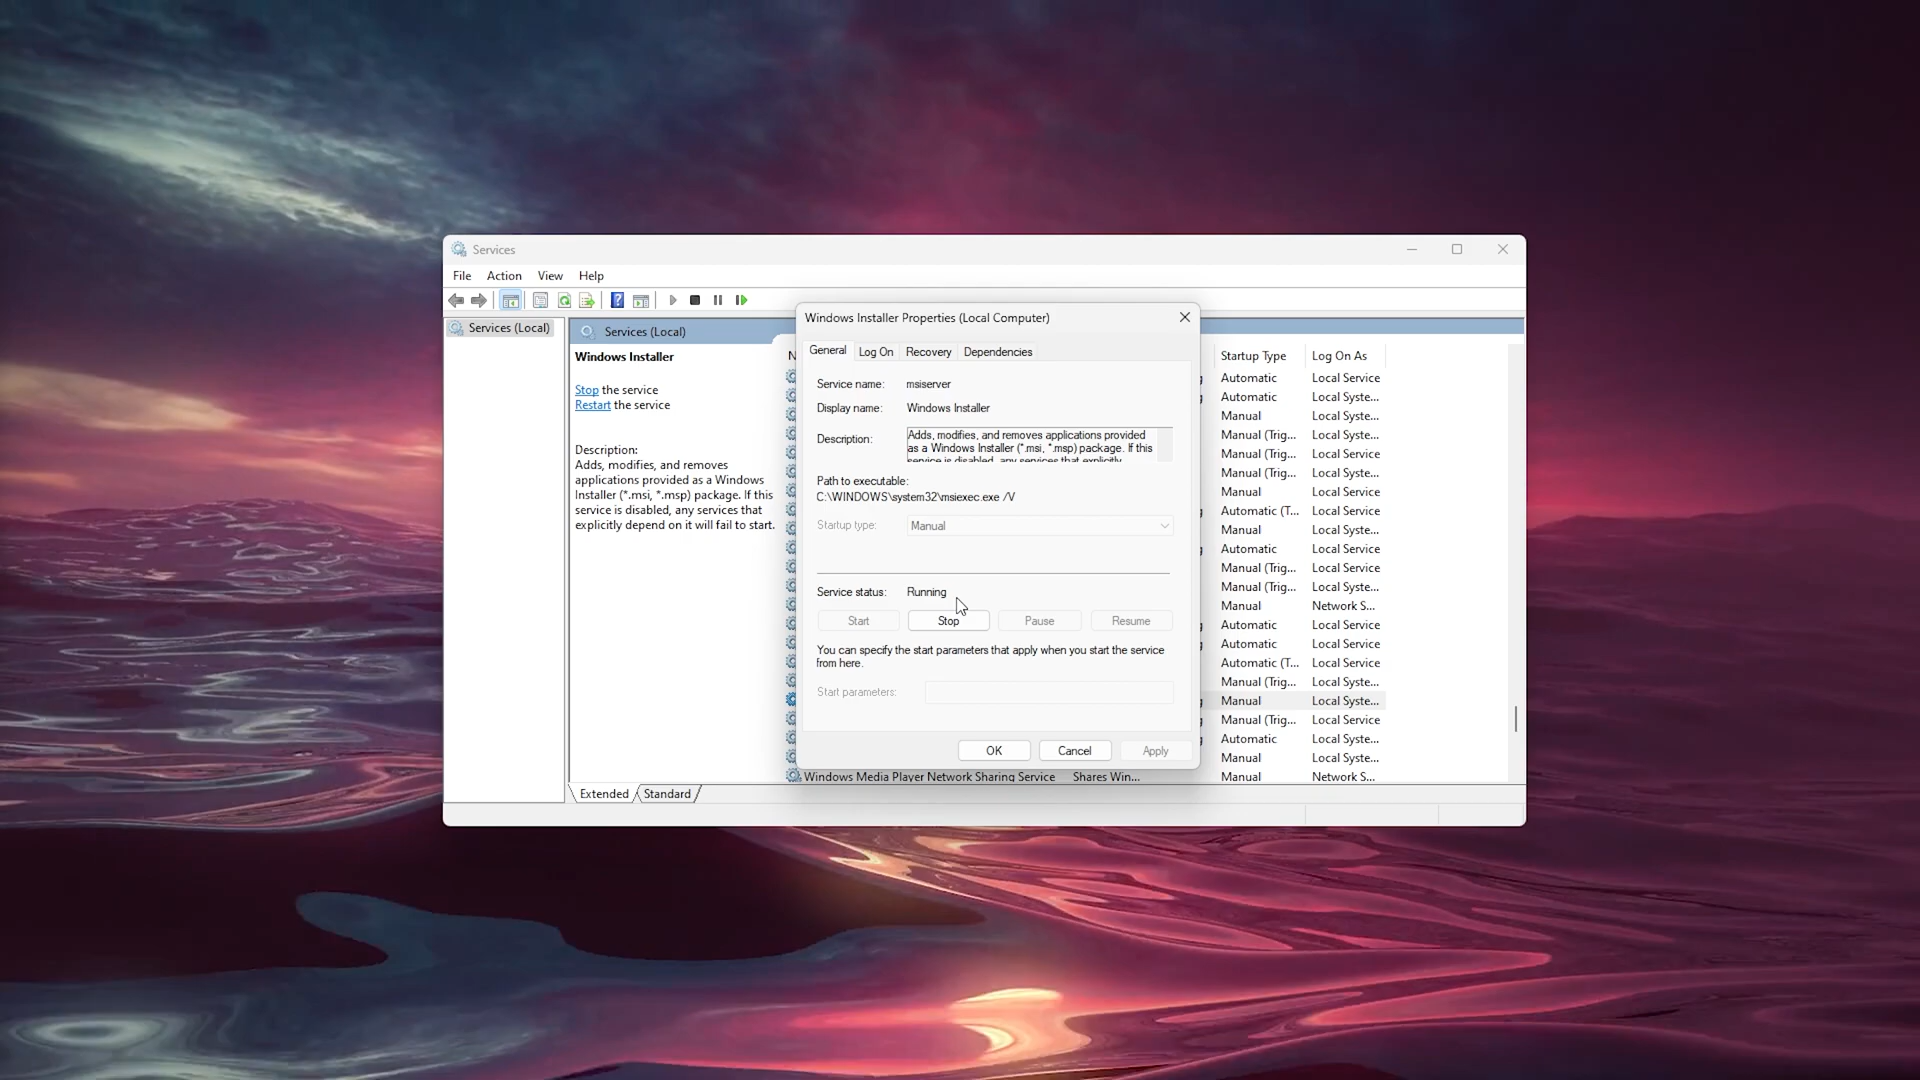 Services
File Action View Help
Services (Local)
Services (Local)
Windows Installer
Stop the service
Restart the service
Description:
Adds, modifies, and removes
applications provided as a Windows
Installer (*.msi, *.msp) package. If this
service is disabled, any services that
explicitly depend on it will fail to start.
Windows Installer Properties (Local Computer)
General Log On Recovery Dependencies
Service name: msiserver
Display name: Windows Installer
Description: Adds, modifies, and removes applications provided
as a Windows Installer (*.msi, *.msp) package. If this
service is disabled, any services that explicitly
Path to executable:
C:\WINDOWS\system32\msiexec.exe /V
Startup type: Manual
Service status: Running
Start Stop Pause Resume
You can specify the start parameters that apply when you start the service
from here.
Start parameters:
OK Cancel Apply
Startup Type Log On As
Automatic Local Service
Automatic Local Syste...
Manual Local Syste...
Manual (Trig... Local Service
Manual (Trig... Local Service
Manual (Trig... Local Syste...
Manual Local Service
Automatic (T... Local Service
Manual Local Syste...
Automatic Local Service
Manual (Trig... Local Service
Manual (Trig... Local Syste...
Manual Network S...
Automatic Local Service
Automatic Local Service
Automatic (T... Local Service
Manual (Trig... Local Syste...
Manual Local Syste...
Manual (Trig... Local Service
Automatic Local Syste...
Manual Local Syste...
Windows Media Player Network Sharing Service Shares Win... Manual Network S...
Extended Standard